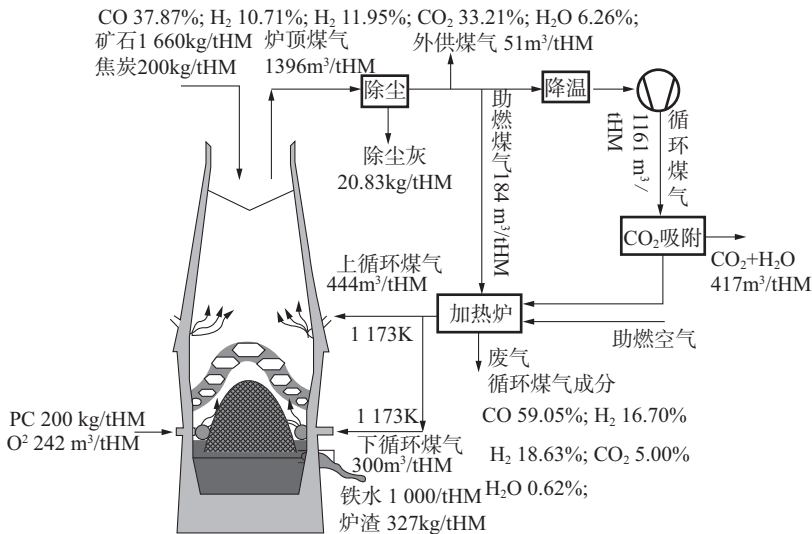 CO 37.87%; H₂ 10.71%; H₂ 11.95%; CO₂ 33.21%; H₂O 6.26%;
矿石1 660kg/tHM
焦炭200kg/tHM
炉顶煤气
1396m³/tHM
外供煤气 51m³/tHM
除尘
降温
助燃煤气184 m³/tHM
循环煤气
1161 m³/
tHM
除尘灰
20.83kg/tHM
CO₂吸附
CO₂+H₂O
417m³/tHM
上循环煤气
444m³/tHM
加热炉
1 173K
助燃空气
废气
循环煤气成分
CO 59.05%; H₂ 16.70%
PC 200 kg/tHM
O² 242 m³/tHM
1 173K
下循环煤气
300m³/tHM
H₂ 18.63%; CO₂ 5.00%
H₂O 0.62%;
铁水 1 000/tHM
炉渣 327kg/tHM